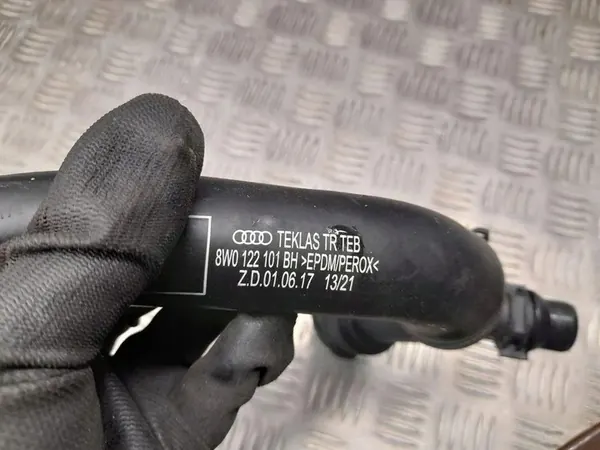 TEKLAS TR TEB
8W0 122 101 BH >EPDM/PEROX<
Z.D.01.06.17 13/21